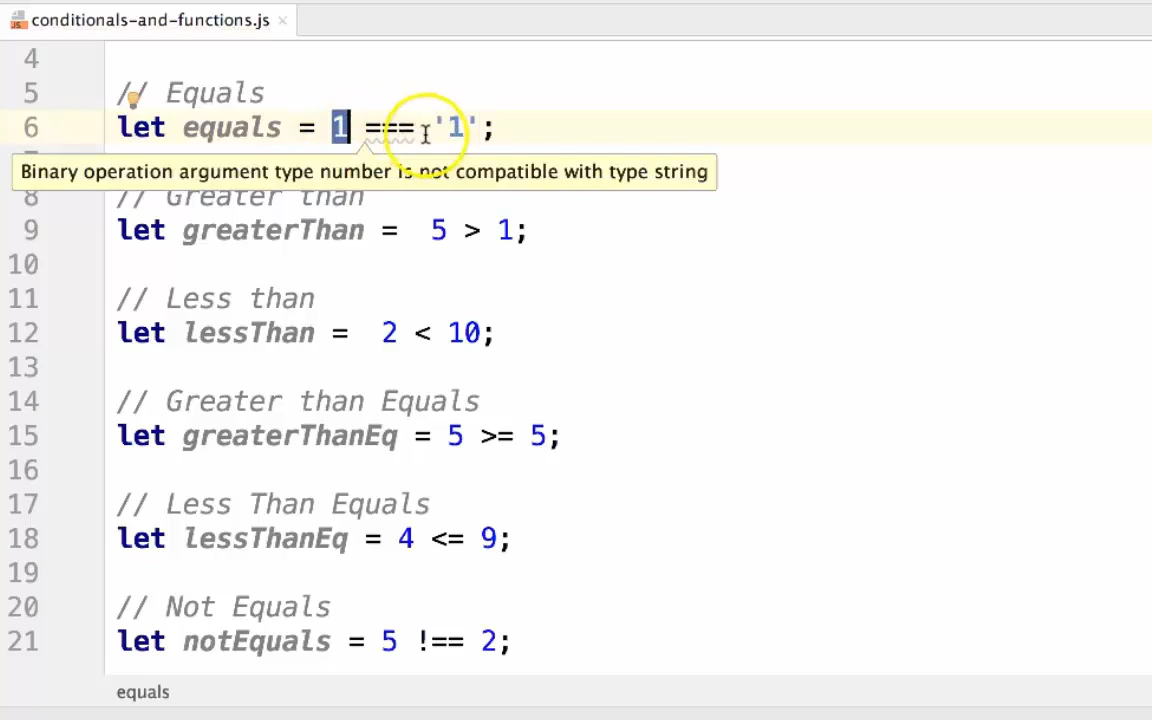 conditionals-and-functions.js
4
5 // Equals
6 let equals = 1 === '1';
Binary operation argument type number is not compatible with type string
8 // Greater than
9 let greaterThan =  5 > 1;
10
11 // Less than
12 let lessThan =  2 < 10;
13
14 // Greater than Equals
15 let greaterThanEq = 5 >= 5;
16
17 // Less Than Equals
18 let lessThanEq = 4 <= 9;
19
20 // Not Equals
21 let notEquals = 5 !== 2;
equals